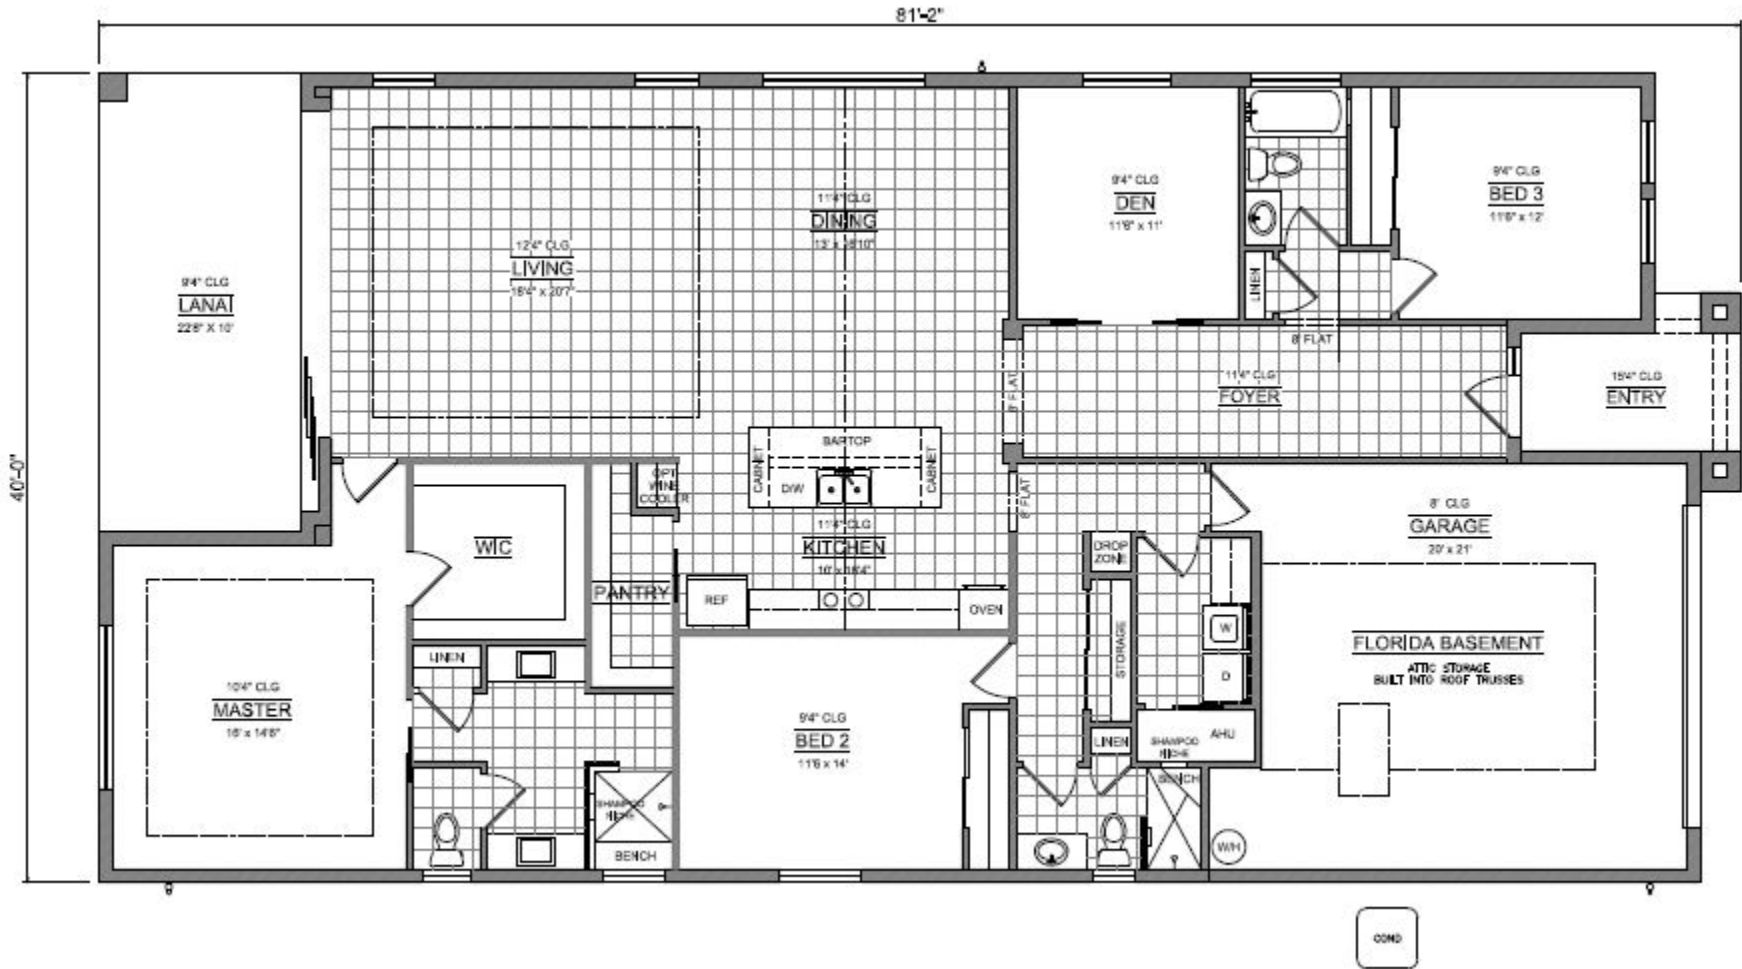 81'-2"
40'-0"
9'4" CLG
LANAI
22'8" X 10'
12'4" CLG
LIVING
11'4" CLG
DINING
9'4" CLG
DEN
11'6" x 11'
9'4" CLG
BED 3
11'6" x 12'
LINEN
8' FLAT
8' FLAT
11'4" CLG
FOYER
15'4" CLG
ENTRY
BARTOP
CABINET
D/W
CABINET
OPT
WINE
COOLER
8' FLAT
11'4" CLG
KITCHEN
WIC
PANTRY
REF
OVEN
DROP
ZONE
8' CLG
GARAGE
20' x 21'
W
D
STORAGE
FLORIDA BASEMENT
ATTIC STORAGE
BUILT INTO ROOF TRUSSES
LINEN
10'4" CLG
MASTER
16' x 14'8"
9'4" CLG
BED 2
11'6 x 14'
LINEN
SHAMPOO
NICHE
AHU
BENCH
SHAMPOO
NICHE
BENCH
W/H
COND